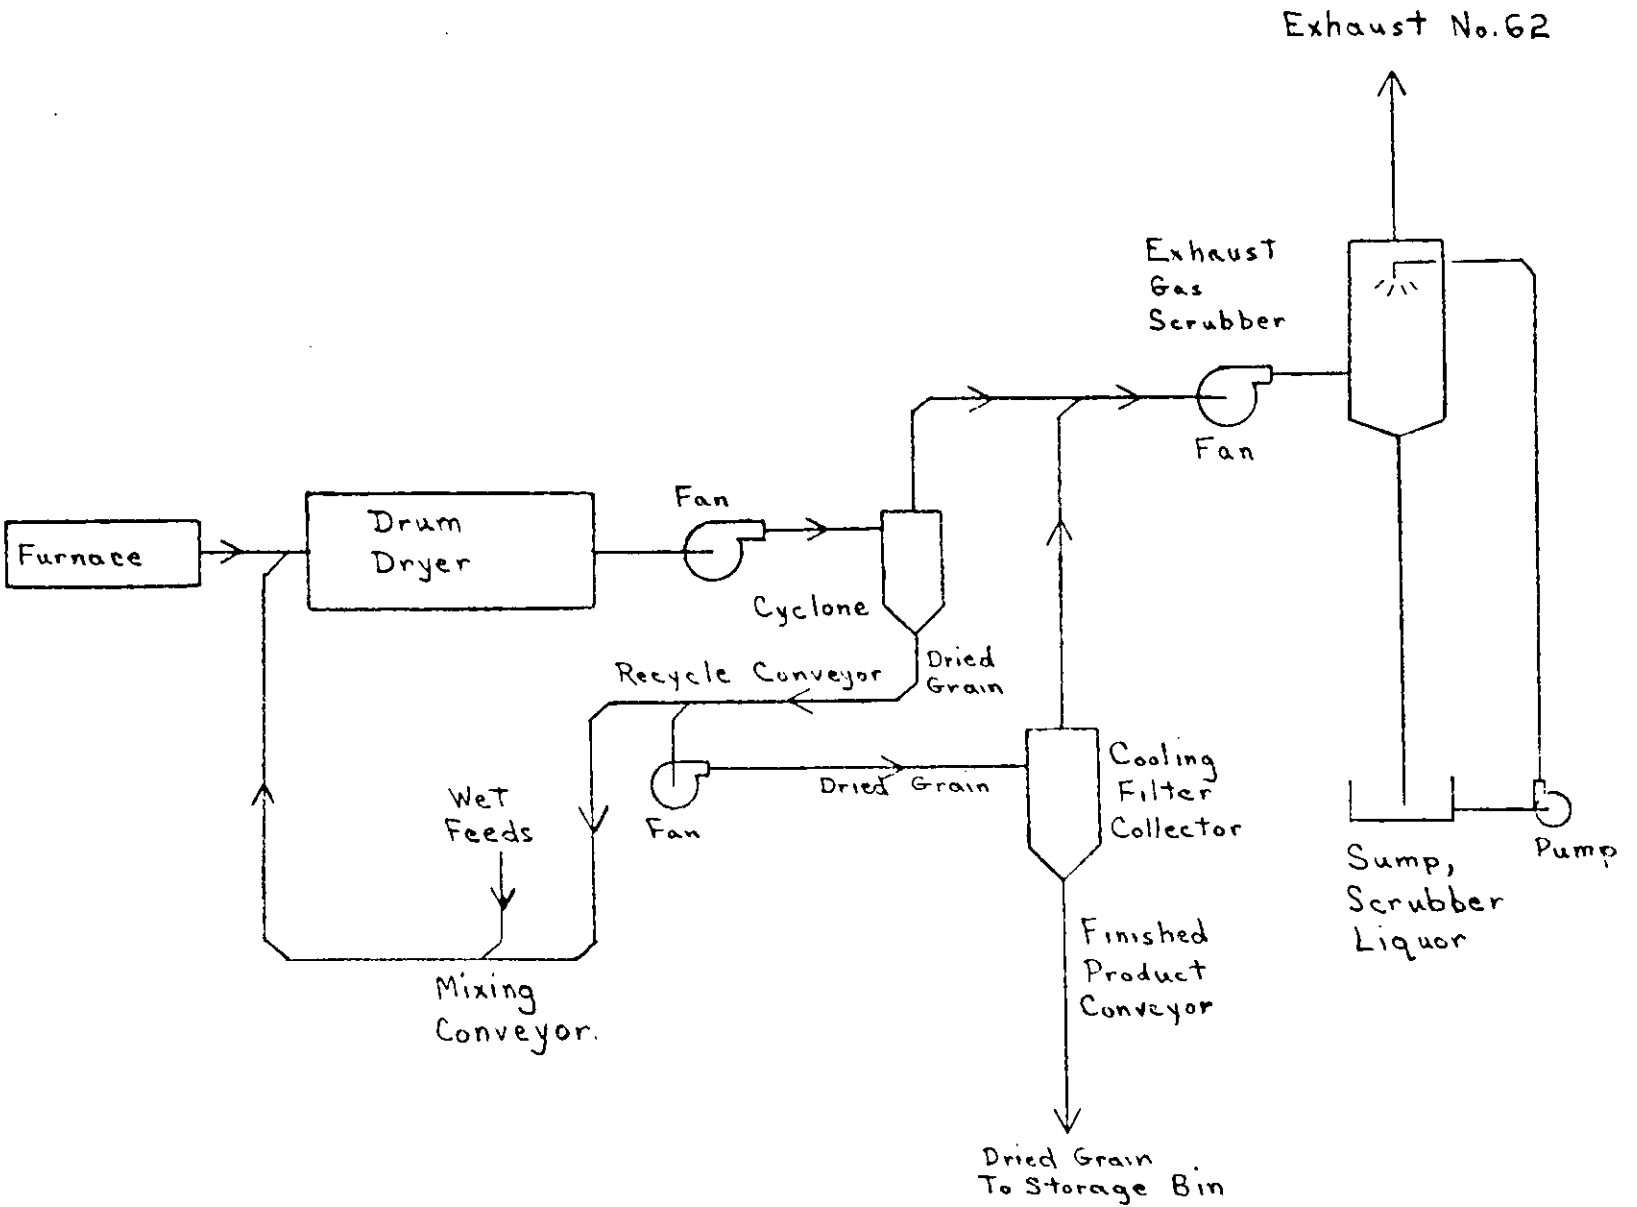 Exhaust No.62
Exhaust
Gas
Scrubber
Fan
Fan
Drum
Dryer
Furnace
Cyclone
Dried
Grain
Recycle Conveyor
Cooling
Filter
Collector
Dried Grain
Fan
Wet
Feeds
Pump
Sump,
Scrubber
Liquor
Finished
Product
Conveyor
Mixing
Conveyor.
Dried Grain
To Storage Bin